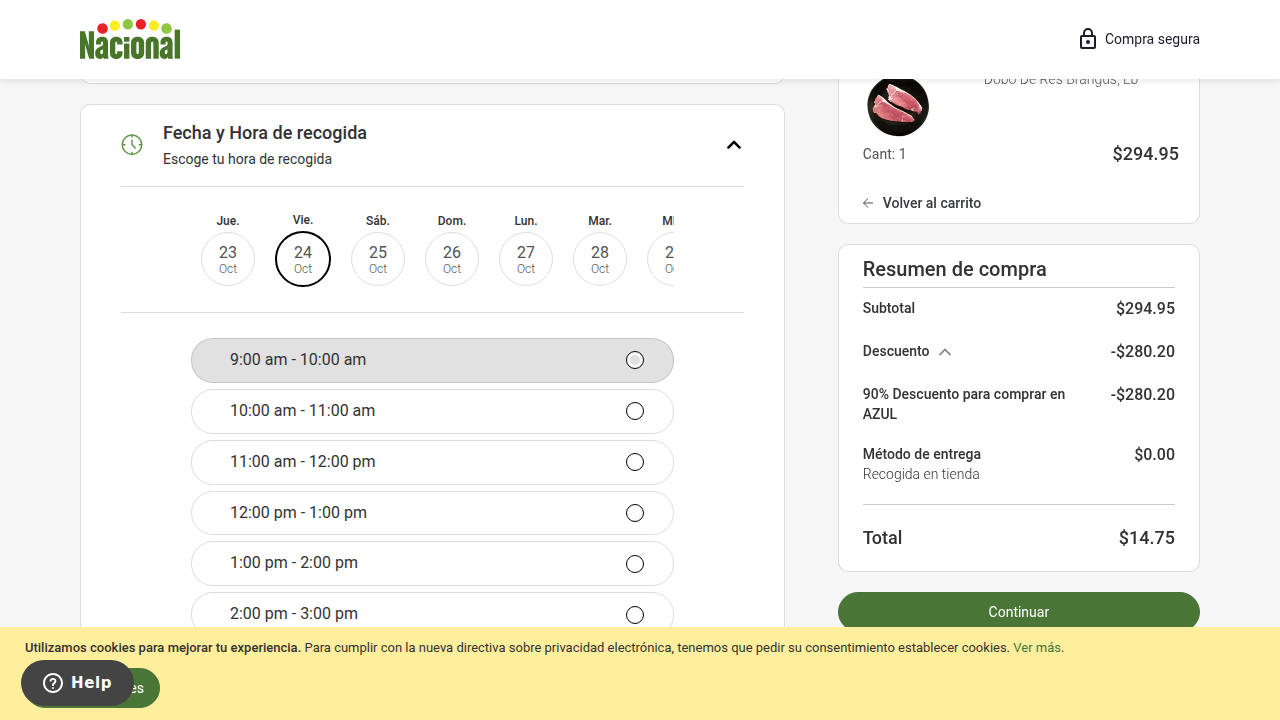 Nacional
Compra segura
Fecha y Hora de recogida
Escoge tu hora de recogida
Jue.
23
Oct
Vie.
24
Oct
Sáb.
25
Oct
Dom.
26
Oct
Lun.
27
Oct
Mar.
28
Oct
9:00 am - 10:00 am
10:00 am - 11:00 am
11:00 am - 12:00 pm
12:00 pm - 1:00 pm
1:00 pm - 2:00 pm
2:00 pm - 3:00 pm
Bobo De Res Brangus, Lb
Cant: 1
$294.95
Volver al carrito
Resumen de compra
Subtotal $294.95
Descuento -$280.20
90% Descuento para comprar en -$280.20
AZUL
Método de entrega $0.00
Recogida en tienda
Total $14.75
Continuar
Utilizamos cookies para mejorar tu experiencia. Para cumplir con la nueva directiva sobre privacidad electrónica, tenemos que pedir su consentimiento establecer cookies. Ver más.
Help